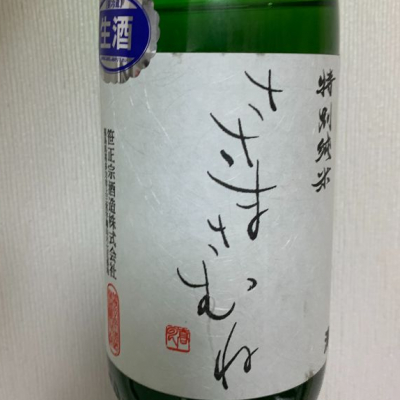 特別純米
ささまさむね
笹正宗酒造株式会社
生酒